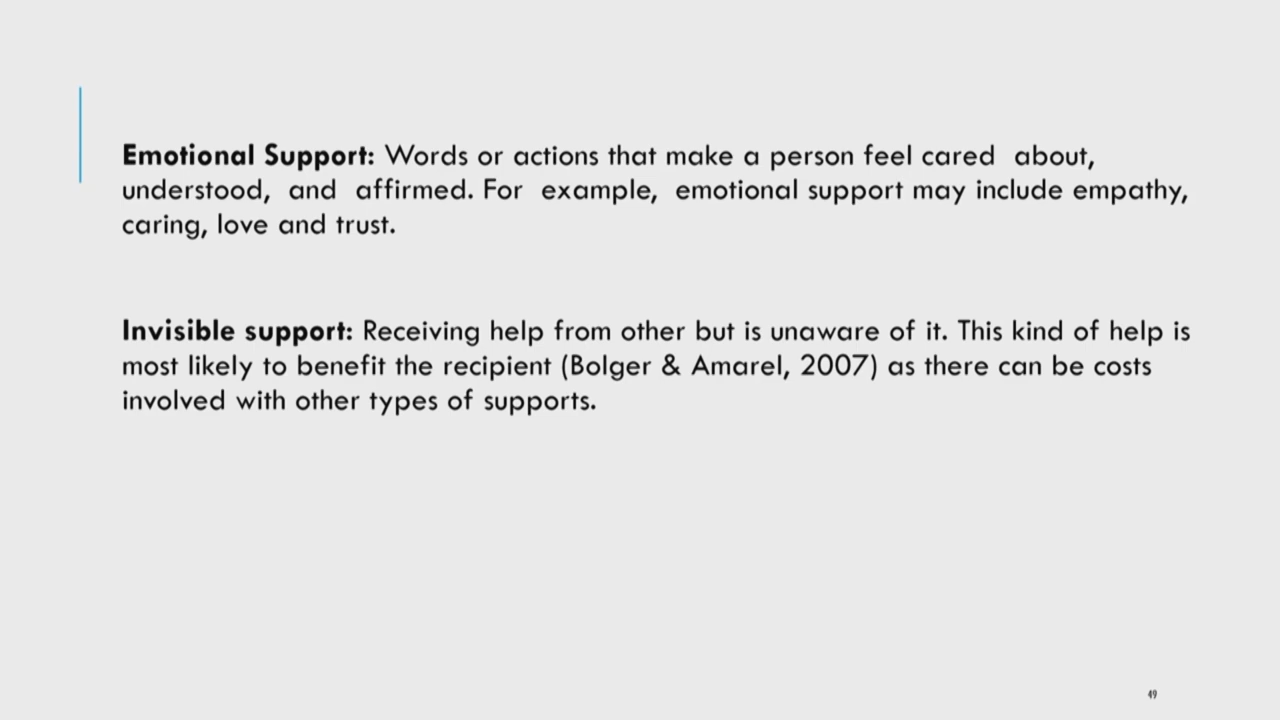 Emotional Support: Words or actions that make a person feel cared about,
understood, and affirmed. For example, emotional support may include empathy,
caring, love and trust.
Invisible support: Receiving help from other but is unaware of it. This kind of help is
most likely to benefit the recipient (Bolger & Amarel, 2007) as there can be costs
involved with other types of supports.
49